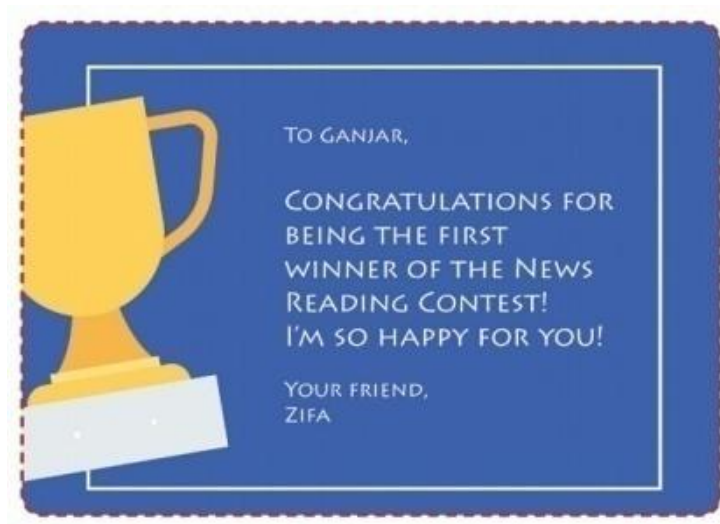 To Ganjar,
Congratulations for
being the first
winner of the News
Reading Contest!
I'm so happy for you!
Your friend,
Zifa